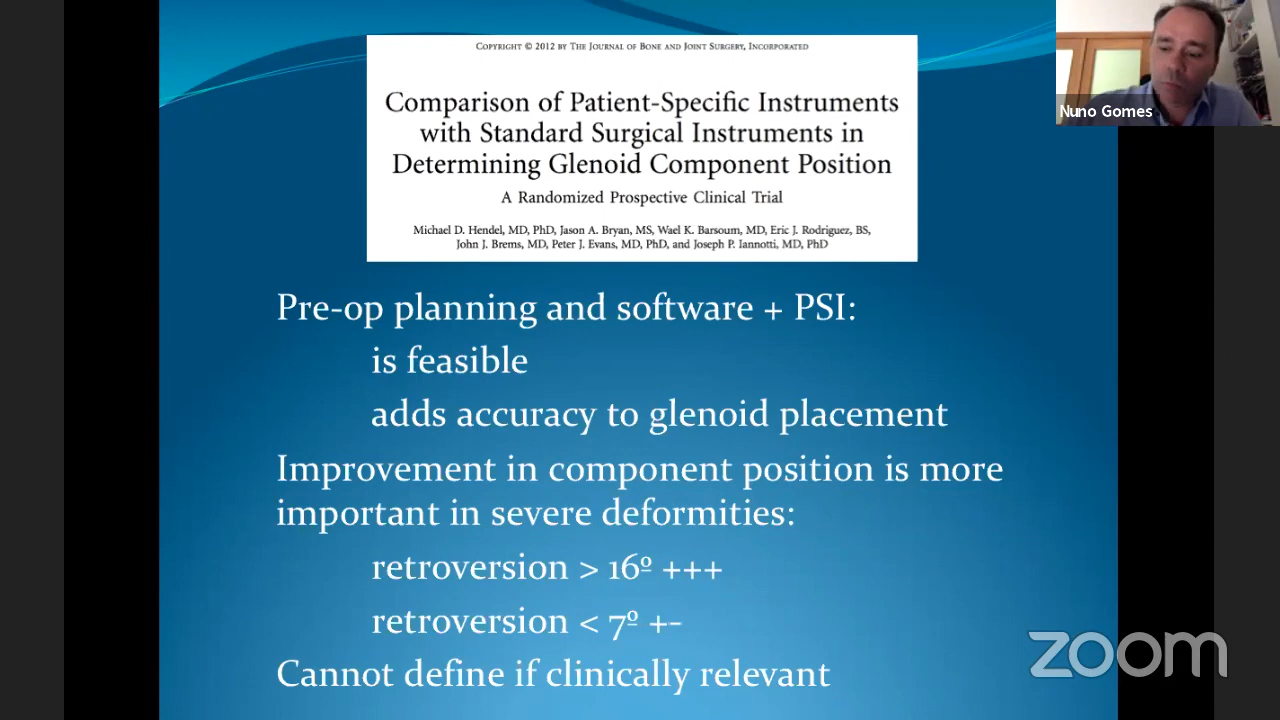 Copyright © 2012 by The Journal of Bone and Joint Surgery, Incorporated
Comparison of Patient-Specific Instruments
with Standard Surgical Instruments in
Determining Glenoid Component Position
A Randomized Prospective Clinical Trial
Michael D. Hendel, MD, PhD, Jason A. Bryan, MS, Wael K. Barsoum, MD, Eric J. Rodriguez, BS,
John J. Brems, MD, Peter J. Evans, MD, PhD, and Joseph P. Iannotti, MD, PhD
Nuno Gomes
Pre-op planning and software + PSI:
is feasible
adds accuracy to glenoid placement
Improvement in component position is more
important in severe deformities:
retroversion > 16º +++
retroversion < 7º +-
Cannot define if clinically relevant
zoom